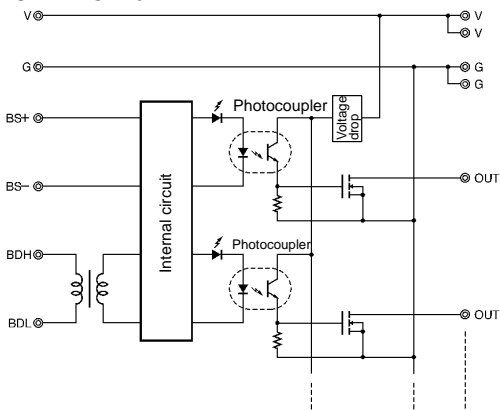 V
V
V
G
G
G
BS+
Photocoupler
Voltage drop
OUT
BS−
Internal circuit
BDH
Photocoupler
BDL
OUT